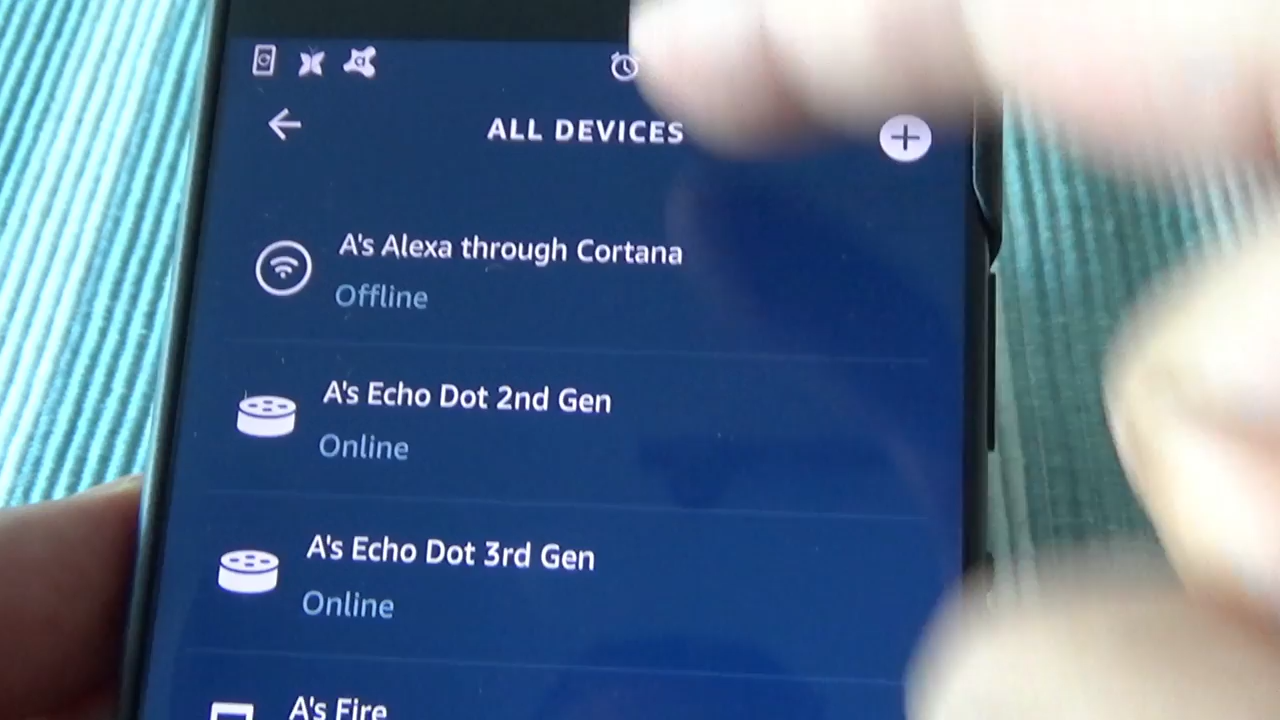 ALL DEVICES
A's Alexa through Cortana
Offline
A's Echo Dot 2nd Gen
Online
A's Echo Dot 3rd Gen
Online
A's Fire